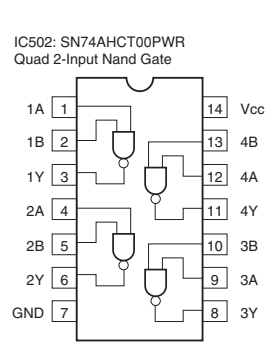 IC502: SN74AHCT00PWR
Quad 2-Input Nand Gate
1A 1 14 Vcc
1B 2 13 4B
1Y 3 12 4A
2A 4 11 4Y
2B 5 10 3B
2Y 6 9 3A
GND 7 8 3Y